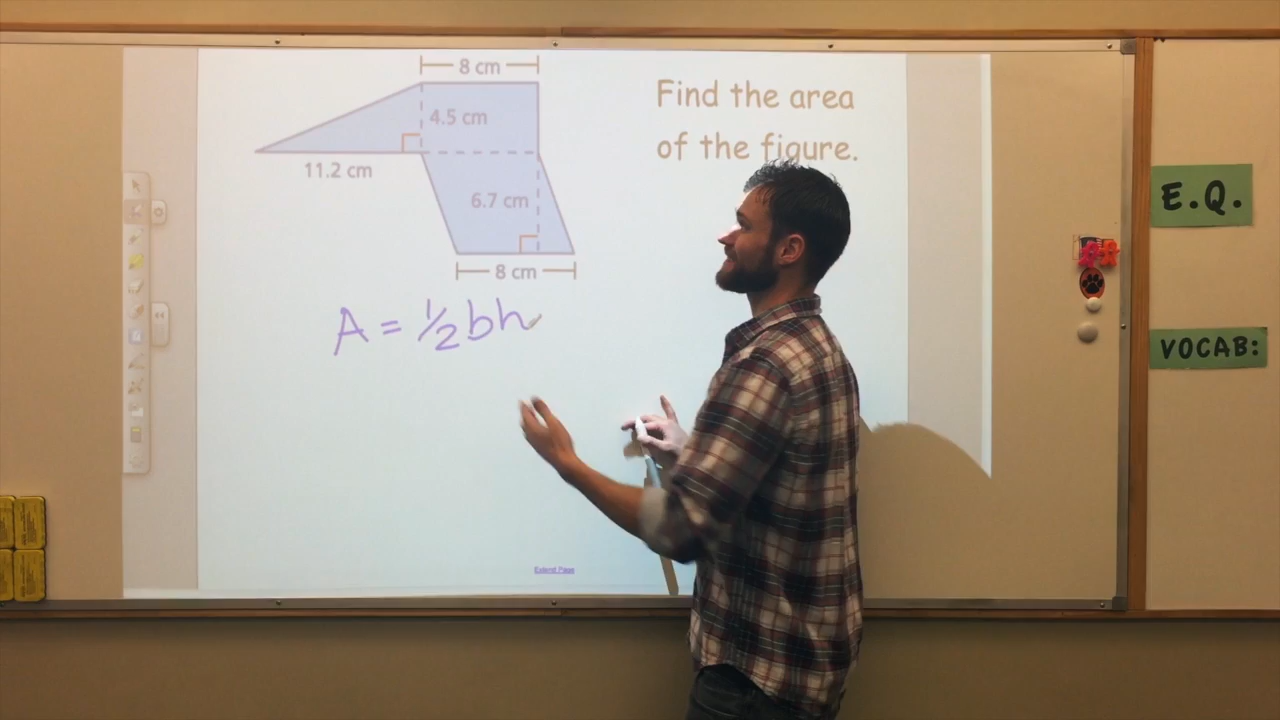 8 cm
4.5 cm
11.2 cm
6.7 cm
8 cm
Find the area
of the figure.
A = ½bh
Extend Page
E.Q.
VOCAB: